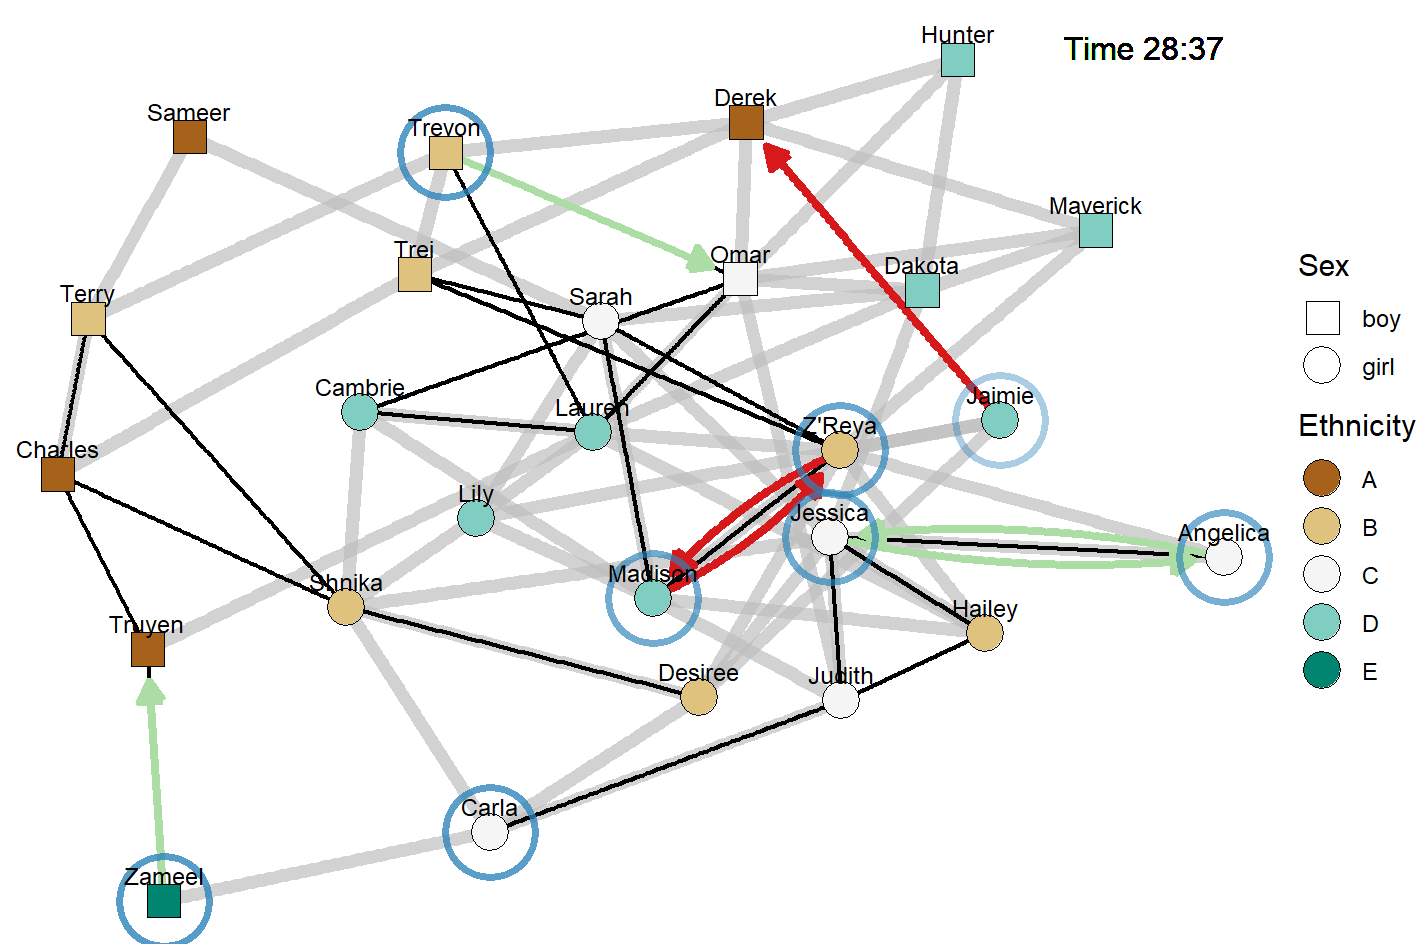 Hunter
Time 28:37
Derek
Sameer
Trevon
Maverick
Trei
Omar
Dakota
Terry
Sarah
Cambrie
Lauren
Jaimie
Z'Reya
Charles
Lily
Jessica
Angelica
Shnika
Madison
Hailey
Truyen
Desiree
Judith
Carla
Zameel
Sex
boy
girl
Ethnicity
A
B
C
D
E